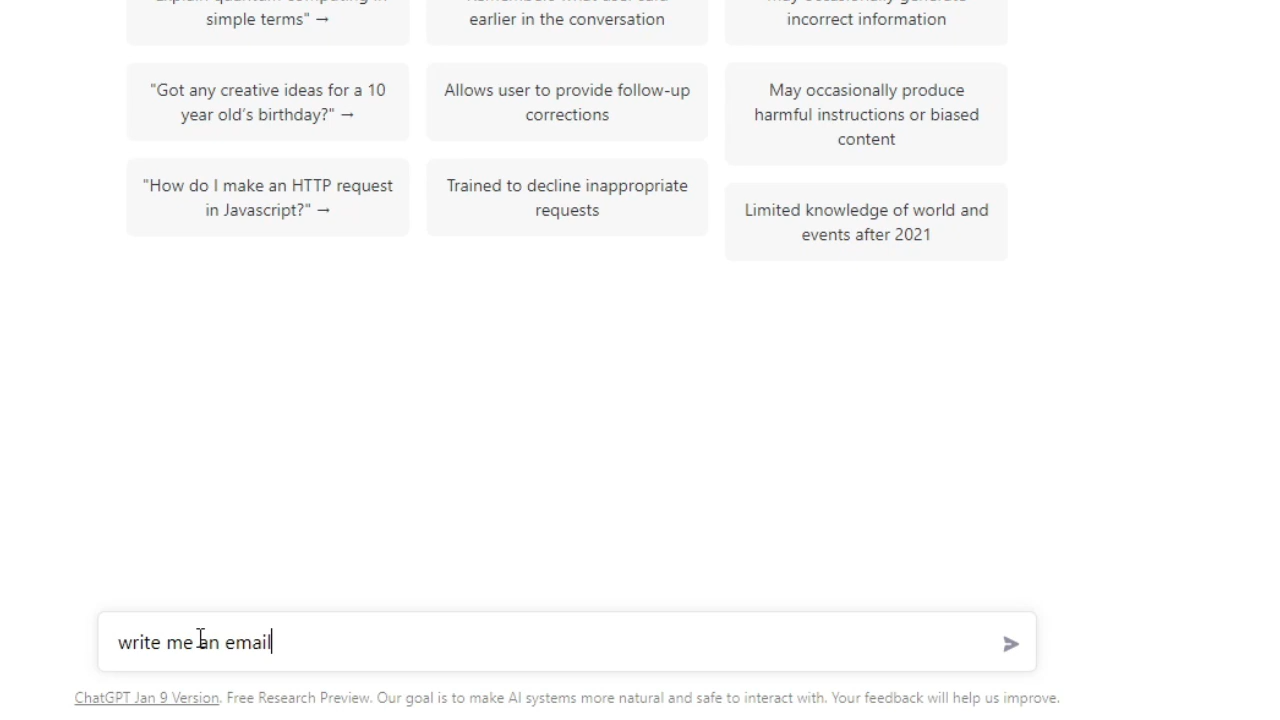 simple terms" →
earlier in the conversation
incorrect information
"Got any creative ideas for a 10
year old's birthday?" →
Allows user to provide follow-up
corrections
May occasionally produce
harmful instructions or biased
content
"How do I make an HTTP request
in Javascript?" →
Trained to decline inappropriate
requests
Limited knowledge of world and
events after 2021
write me an email
ChatGPT Jan 9 Version. Free Research Preview. Our goal is to make AI systems more natural and safe to interact with. Your feedback will help us improve.